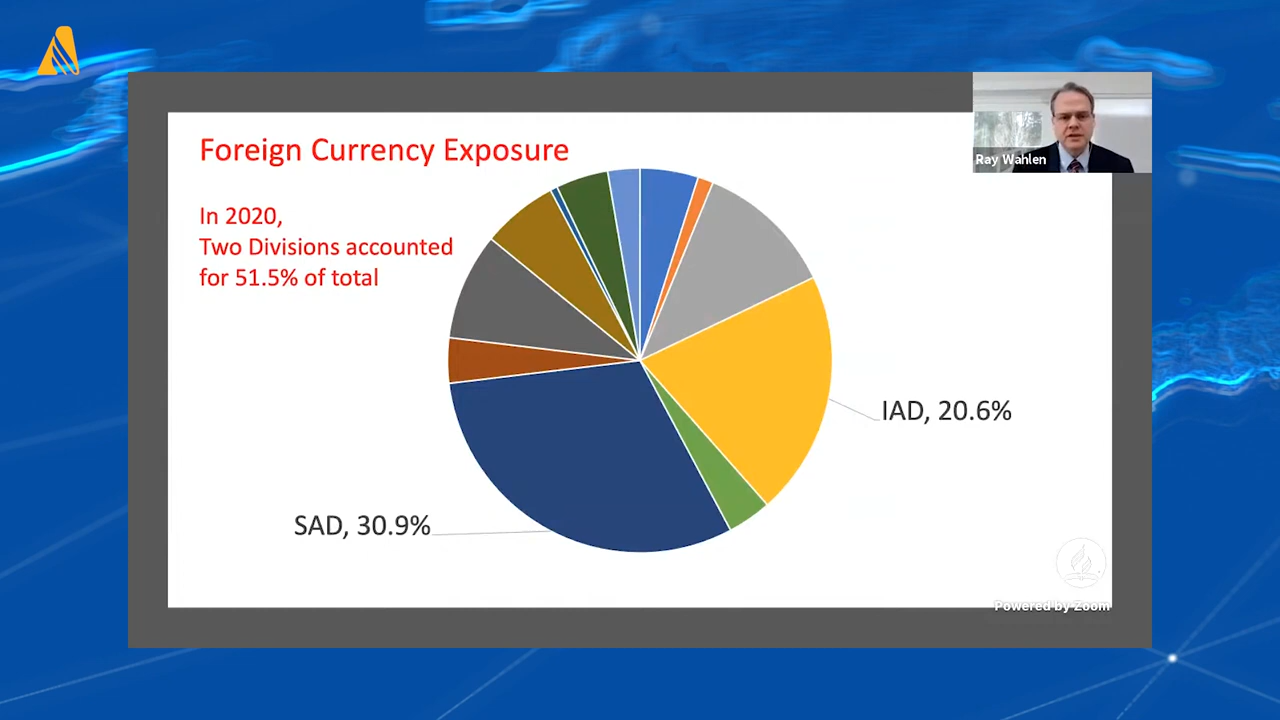 Foreign Currency Exposure
In 2020,
Two Divisions accounted
for 51.5% of total
Ray Wahlen
IAD, 20.6%
SAD, 30.9%
Powered by Zoom